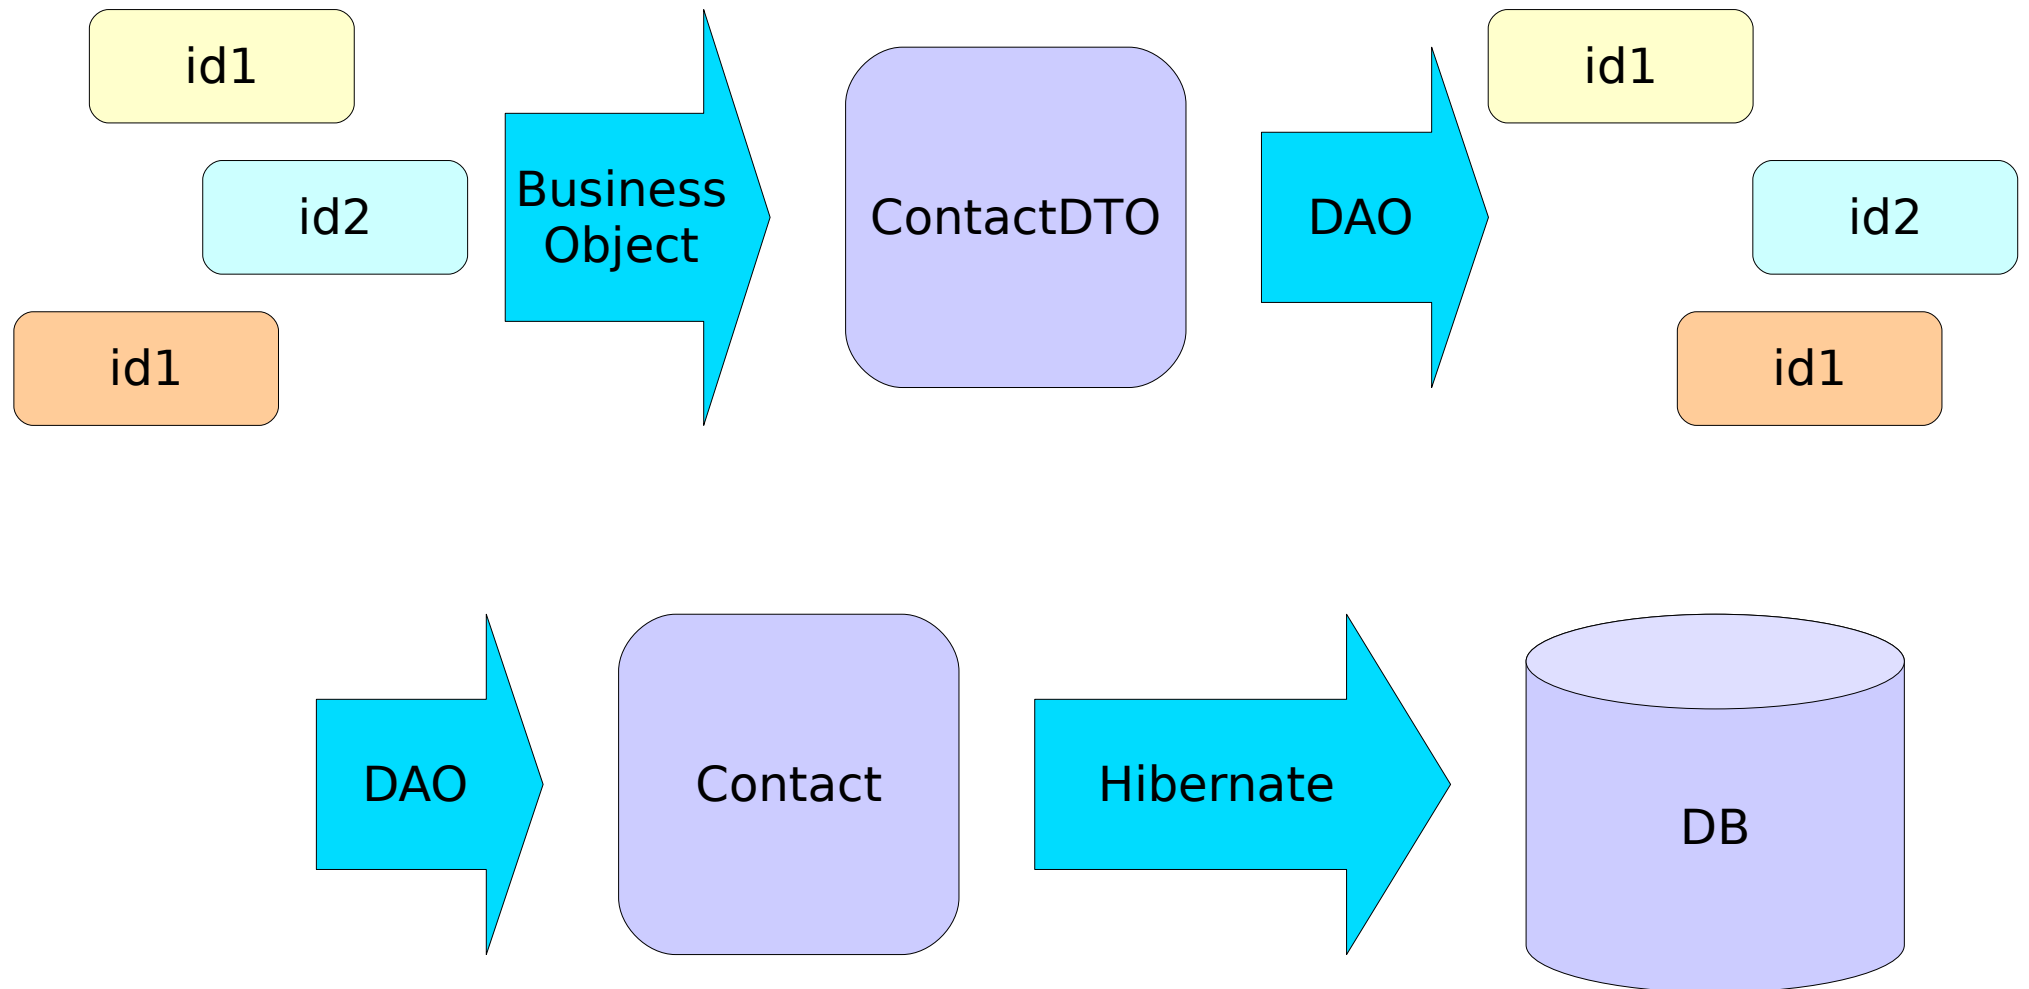 id1
id2
id1
Business
Object
ContactDTO
DAO
id1
id2
id1
DAO
Contact
Hibernate
DB